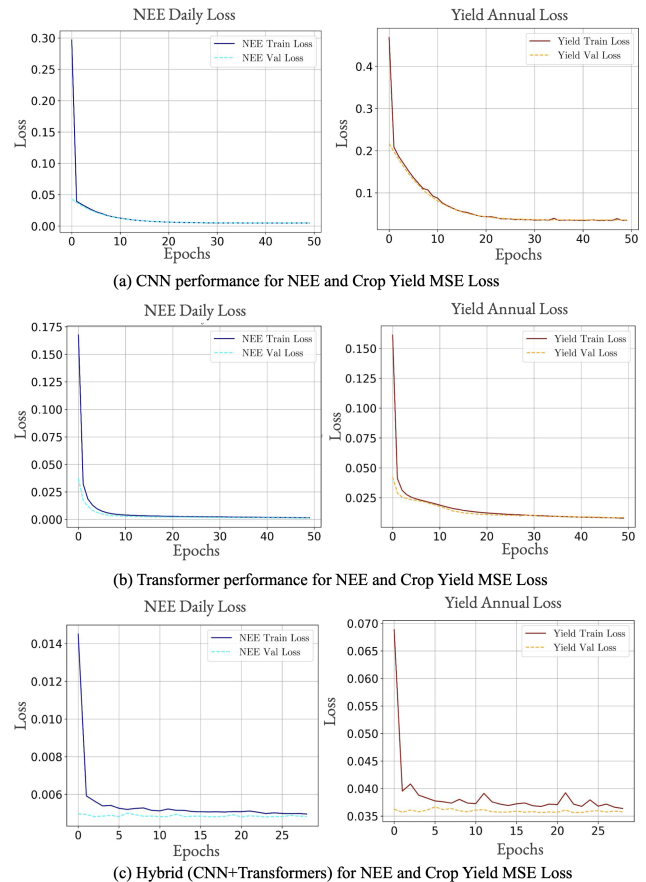 NEE Daily Loss
Yield Annual Loss
0.30
0.25
0.20
0.15
0.10
0.05
0.00
Loss
NEE Train Loss
NEE Val Loss
0 10 20 30 40 50
Epochs
0.4
0.3
0.2
0.1
Loss
Yield Train Loss
Yield Val Loss
0 10 20 30 40 50
Epochs
(a) CNN performance for NEE and Crop Yield MSE Loss
NEE Daily Loss
Yield Annual Loss
0.175
0.150
0.125
0.100
0.075
0.050
0.025
0.000
Loss
NEE Train Loss
NEE Val Loss
0 10 20 30 40 50
Epochs
0.150
0.125
0.100
0.075
0.050
0.025
Loss
Yield Train Loss
Yield Val Loss
0 10 20 30 40 50
Epochs
(b) Transformer performance for NEE and Crop Yield MSE Loss
NEE Daily Loss
Yield Annual Loss
0.014
0.012
0.010
0.008
0.006
Loss
NEE Train Loss
NEE Val Loss
0 5 10 15 20 25
Epochs
0.070
0.065
0.060
0.055
0.050
0.045
0.040
0.035
Loss
Yield Train Loss
Yield Val Loss
0 5 10 15 20 25
Epochs
(c) Hybrid (CNN+Transformers) for NEE and Crop Yield MSE Loss